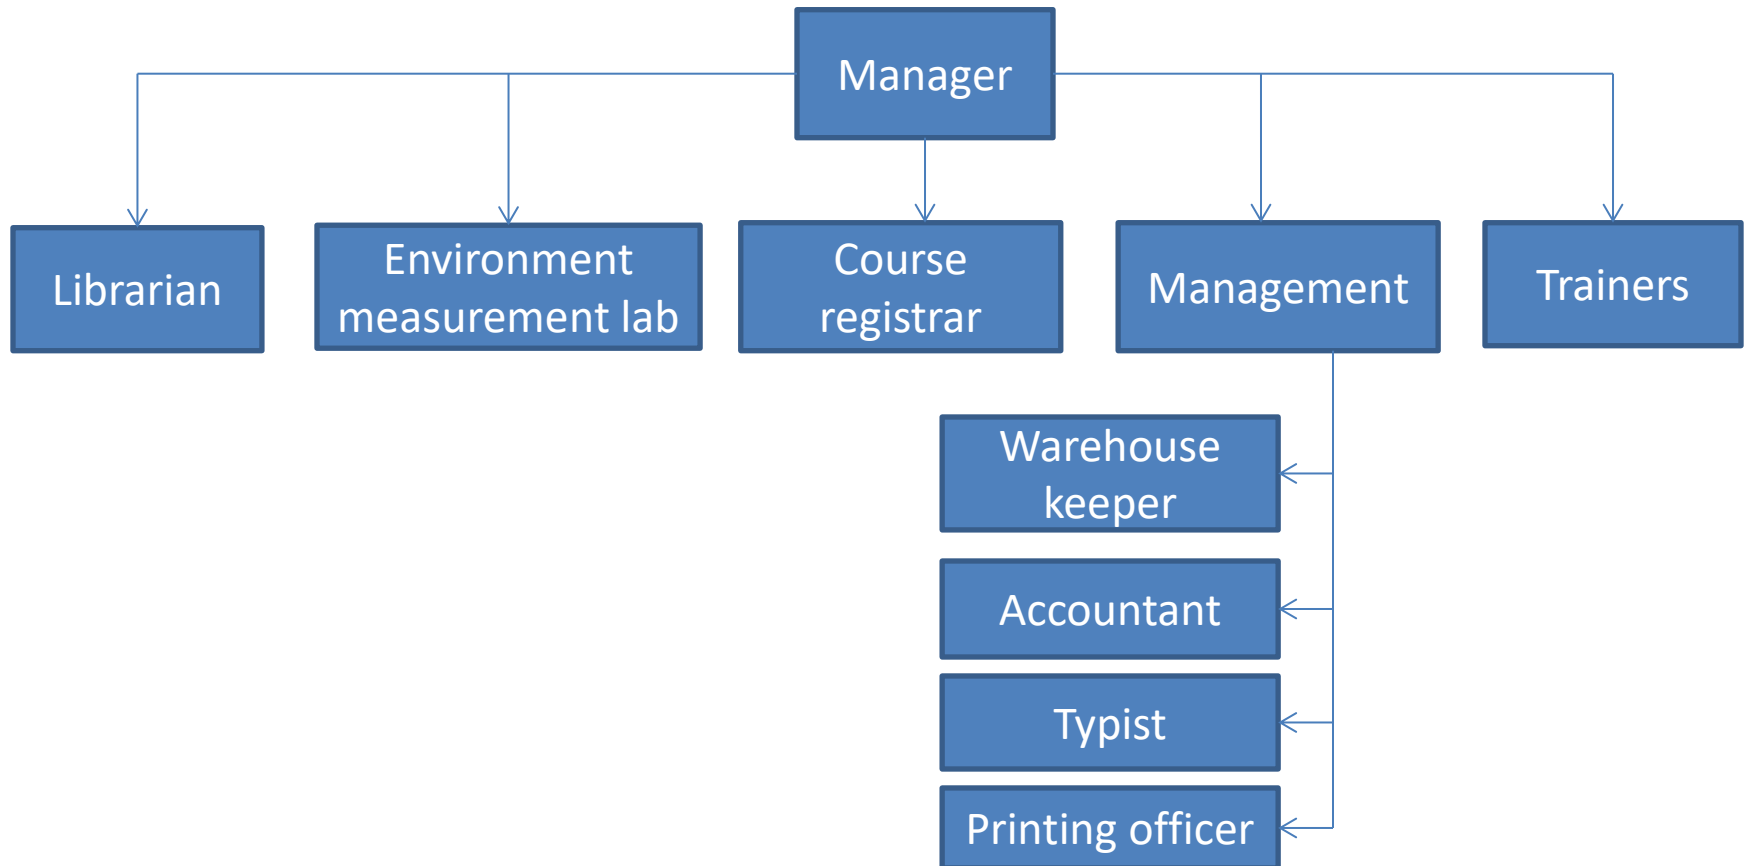 Manager
Librarian
Environment
measurement lab
Course
registrar
Management
Trainers
Warehouse
keeper
Accountant
Typist
Printing officer